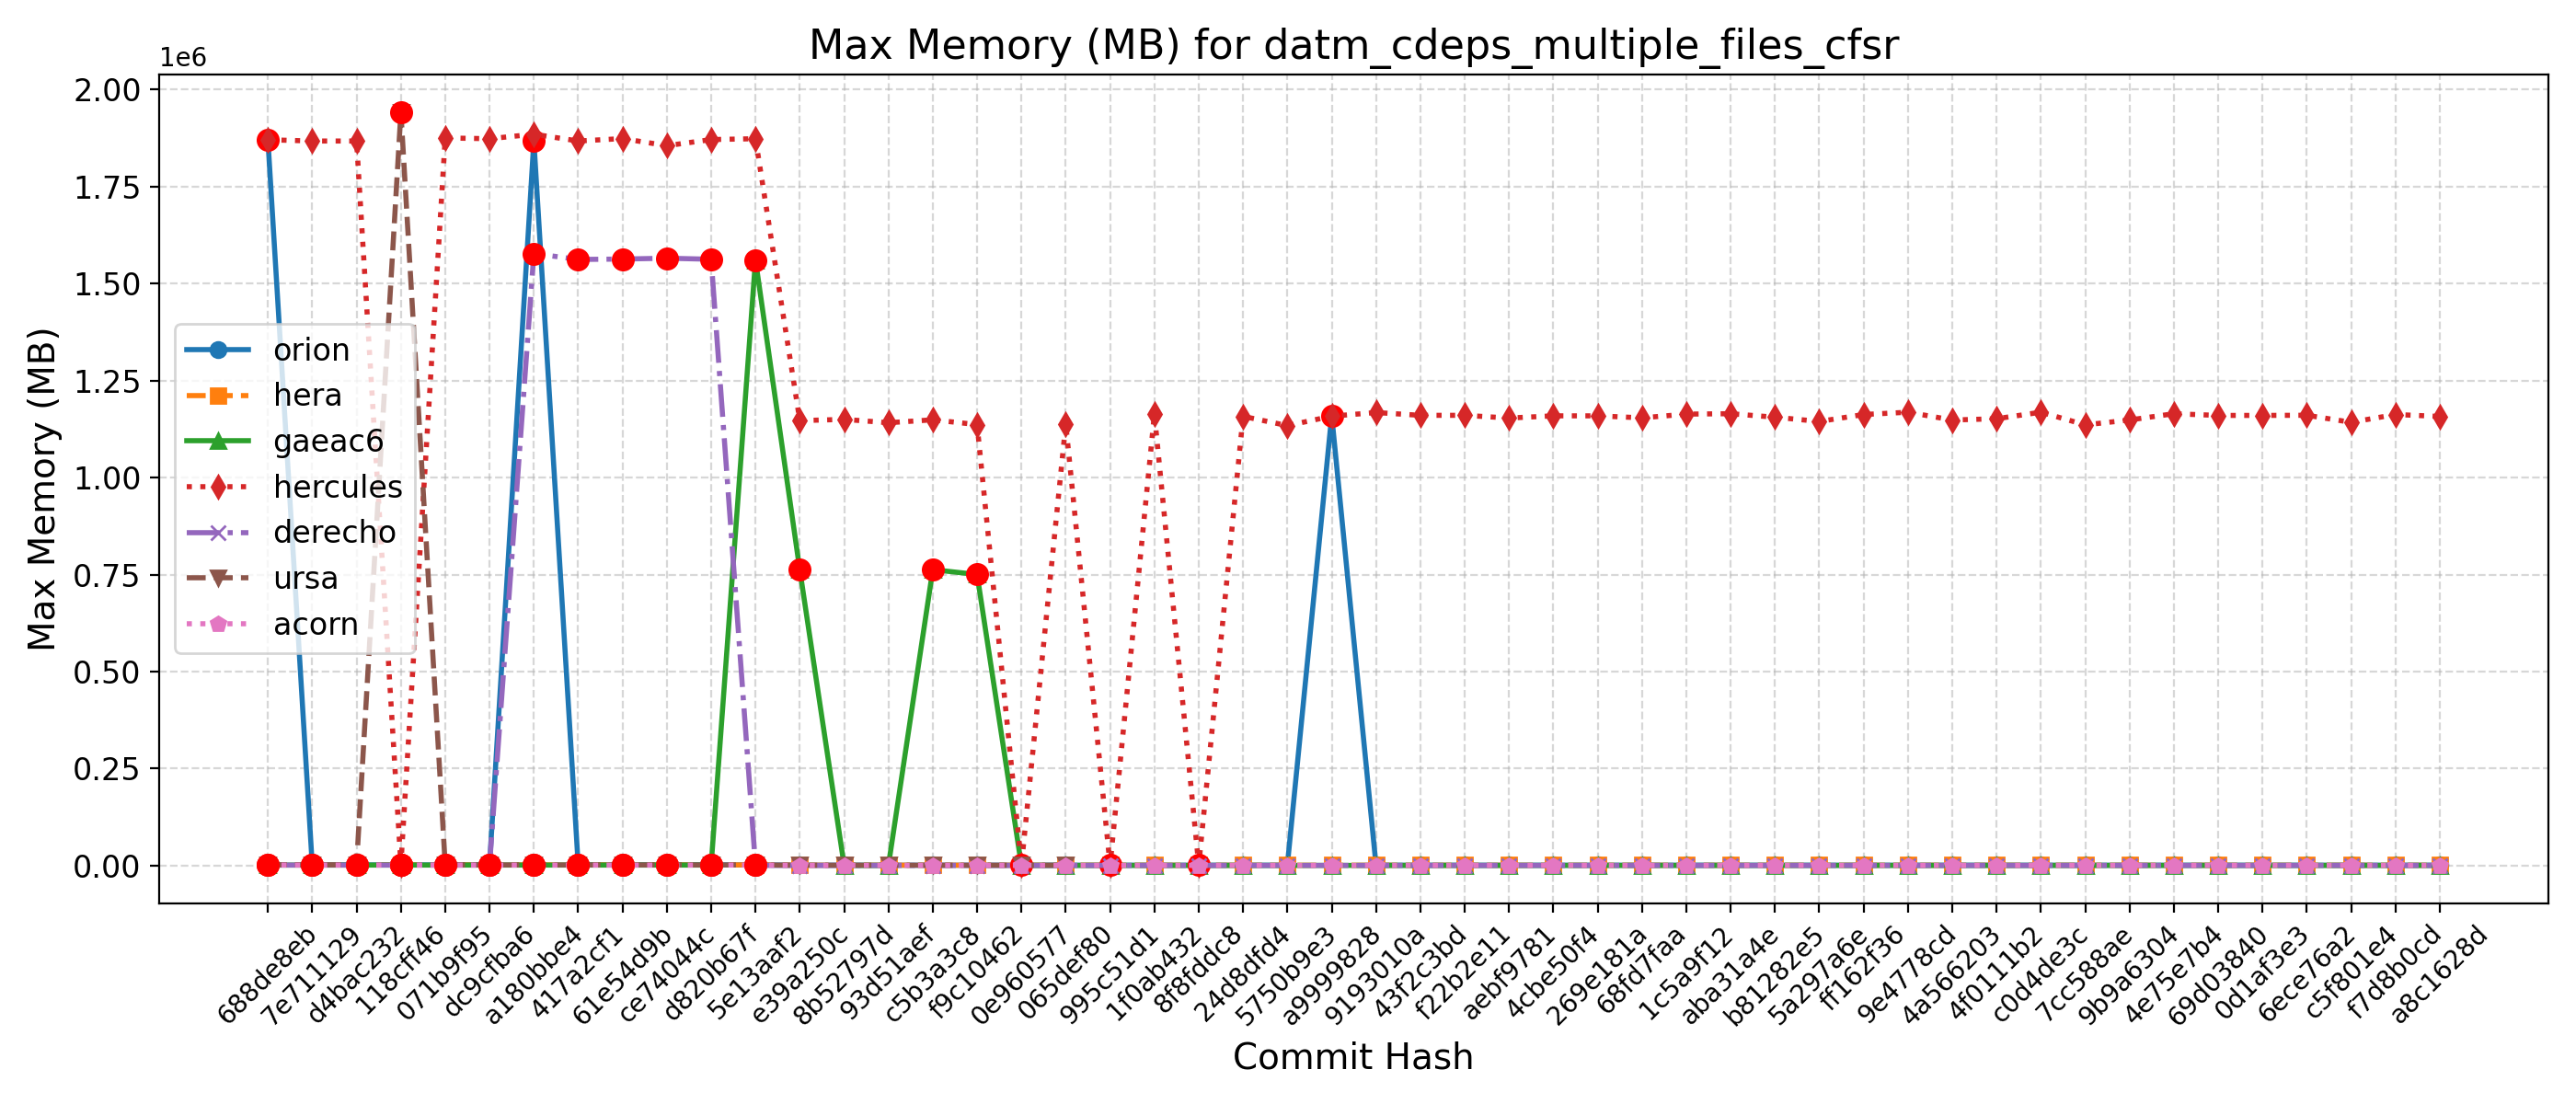 Max Memory (MB) for datm_cdeps_multiple_files_cfsr
1e6
2.00
1.75
1.50
1.25
1.00
0.75
0.50
0.25
0.00
Max Memory (MB)
orion
hera
gaeac6
hercules
derecho
ursa
acorn
688de8eb
7e711129
d4bac232
118cff46
071b9f95
dc9cfba6
a180bbe4
417a2cf1
61e54d9b
ce74044c
d820b67f
5e13aaf2
e39a250c
8b52797d
93d51aef
c5b3a3c8
f9c10462
0e960577
065def80
995c51d1
1f0ab432
8f8fddc8
24d8dfd4
5750b9e3
a9999828
9193010a
43f2c3bd
f22b2e11
aebf9781
4cbe50f4
269e181a
68fd7faa
1c5a9f12
aba31a4e
b81282e5
5a297a6e
ff162f36
9e4778cd
4a566203
4f0111b2
c0d4de3c
7cc588ae
9b9a6304
4e75e7b4
69d03840
0d1af3e3
6ece76a2
c5f801e4
f7d8b0cd
a8c1628d
Commit Hash